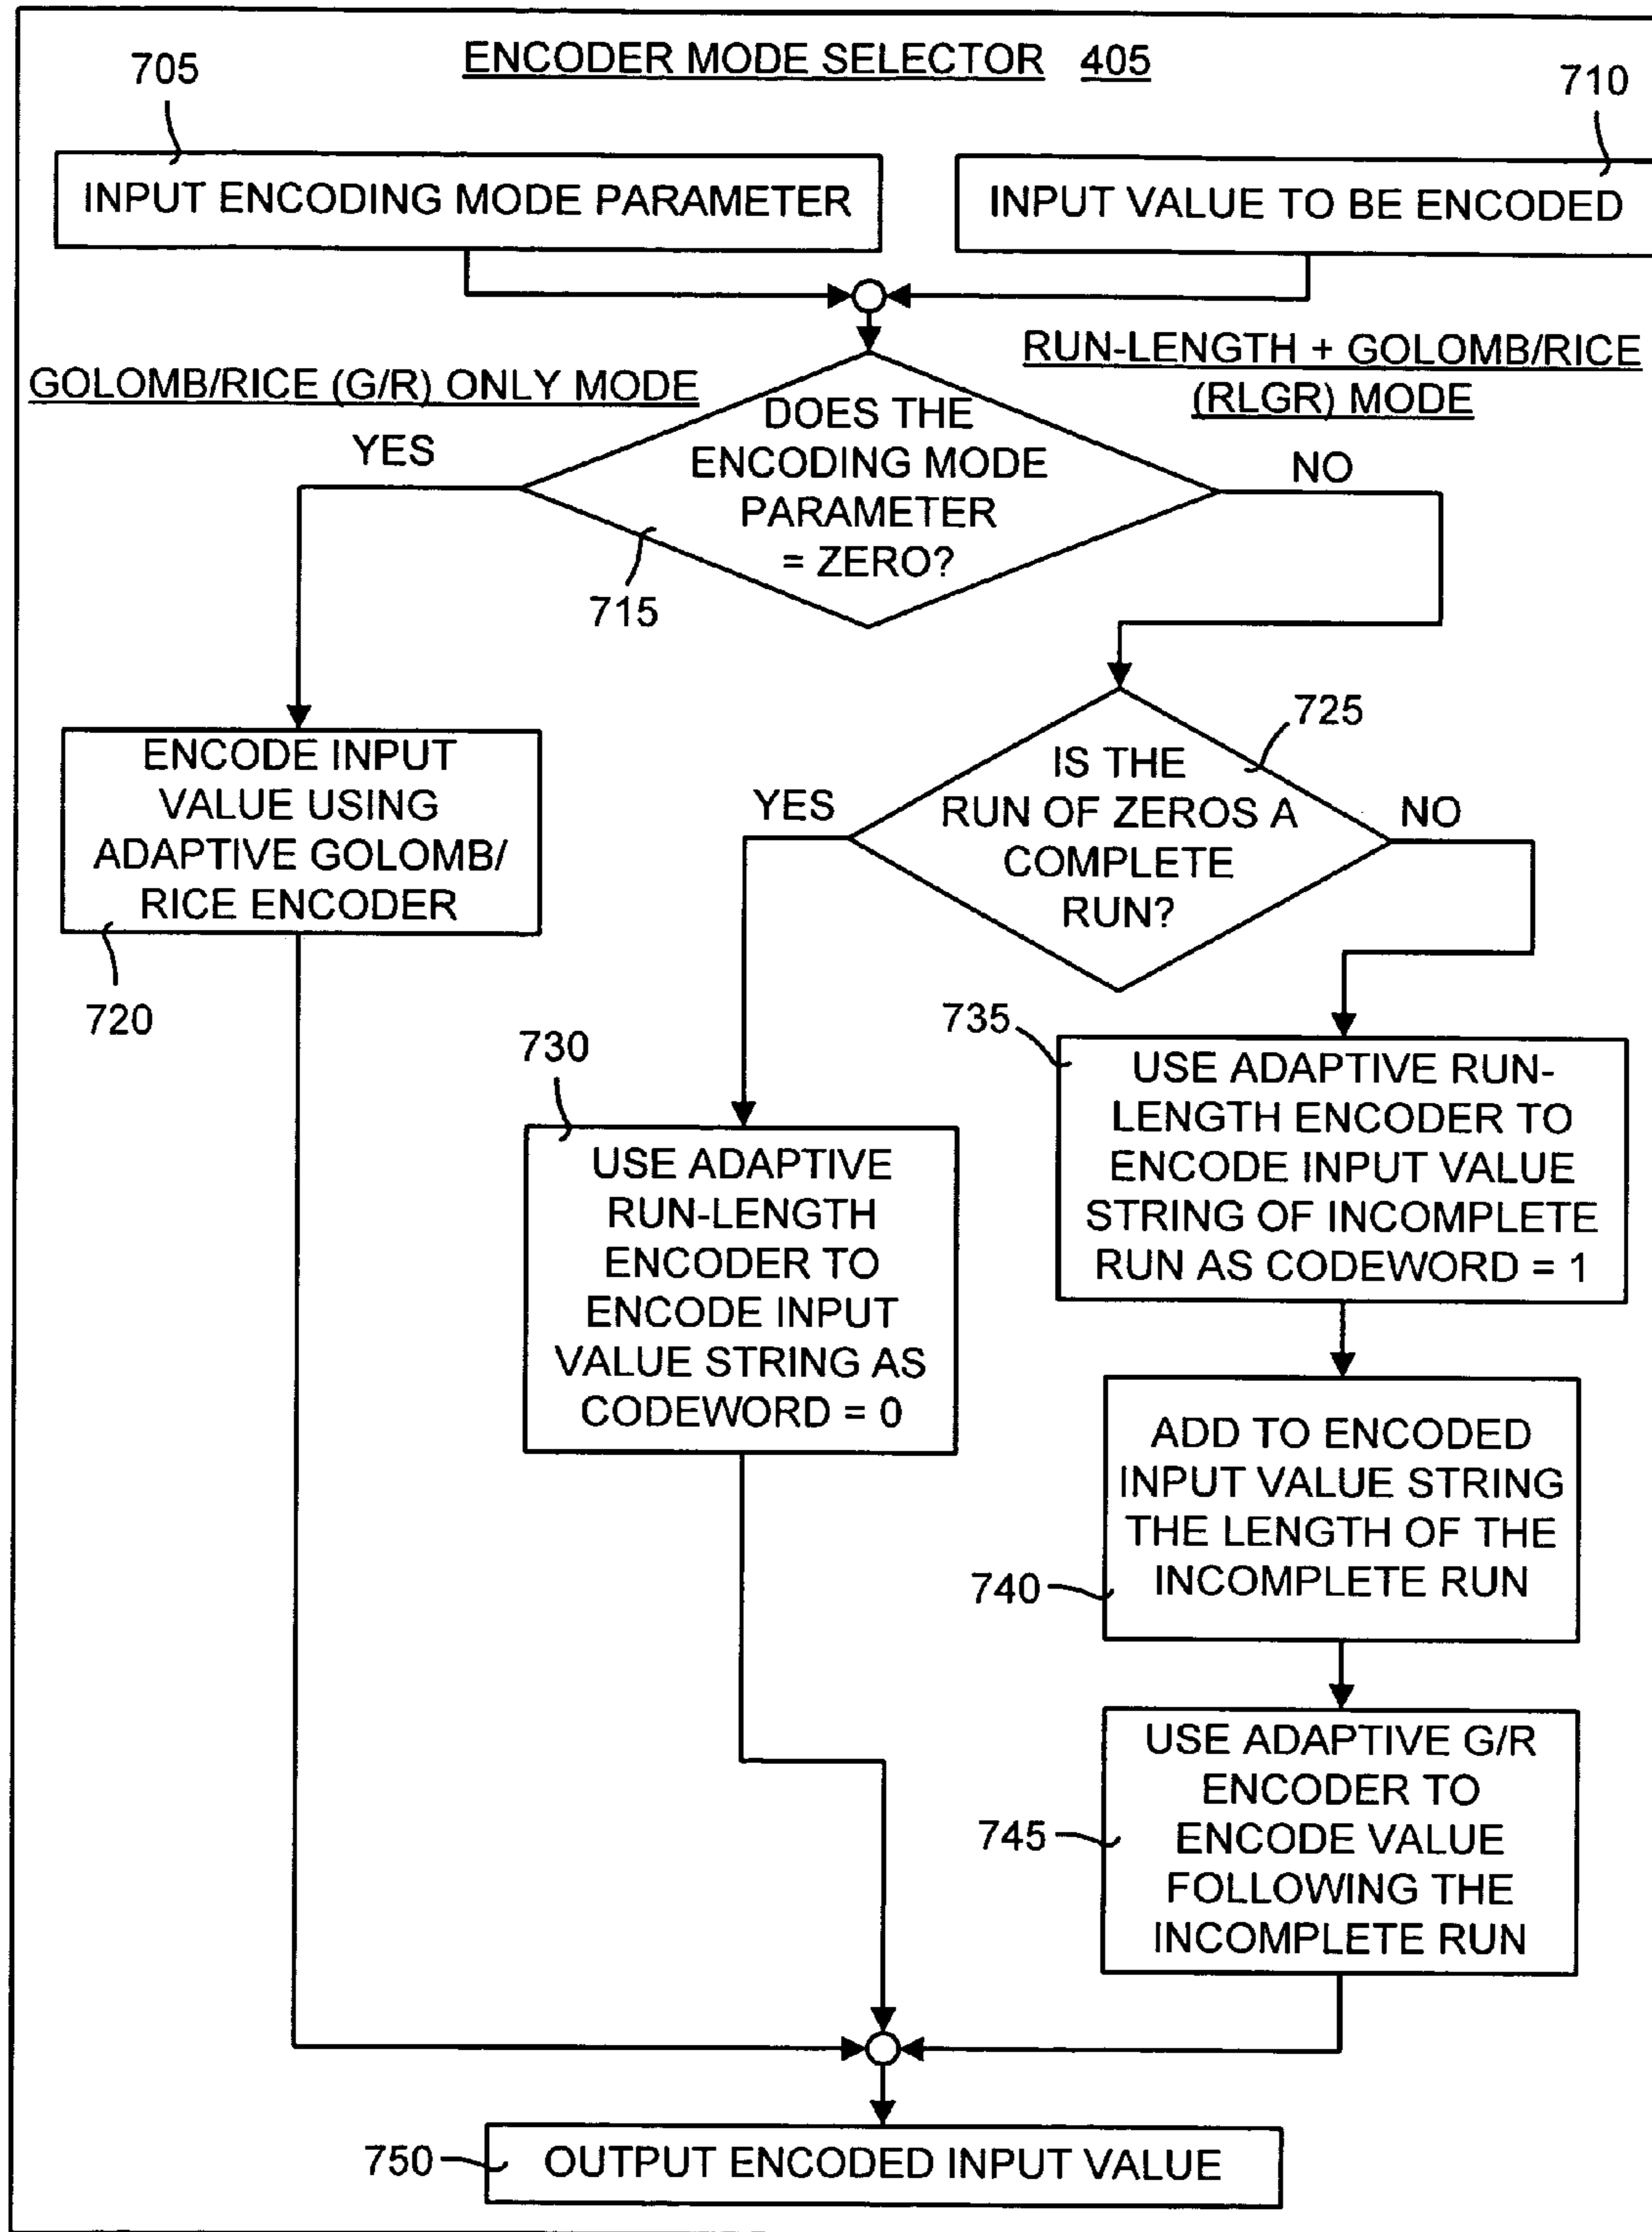 ENCODER MODE SELECTOR 405
705
710
INPUT ENCODING MODE PARAMETER
INPUT VALUE TO BE ENCODED
GOLOMB/RICE (G/R) ONLY MODE
RUN-LENGTH + GOLOMB/RICE
(RLGR) MODE
DOES THE
ENCODING MODE
PARAMETER
= ZERO?
YES
NO
715
ENCODE INPUT
VALUE USING
ADAPTIVE GOLOMB/
RICE ENCODER
720
725
IS THE
RUN OF ZEROS A
COMPLETE
RUN?
YES
NO
730
USE ADAPTIVE
RUN-LENGTH
ENCODER TO
ENCODE INPUT
VALUE STRING AS
CODEWORD = 0
735
USE ADAPTIVE RUN-
LENGTH ENCODER TO
ENCODE INPUT VALUE
STRING OF INCOMPLETE
RUN AS CODEWORD = 1
ADD TO ENCODED
INPUT VALUE STRING
THE LENGTH OF THE
INCOMPLETE RUN
740
USE ADAPTIVE G/R
ENCODER TO
ENCODE VALUE
FOLLOWING THE
INCOMPLETE RUN
745
750
OUTPUT ENCODED INPUT VALUE